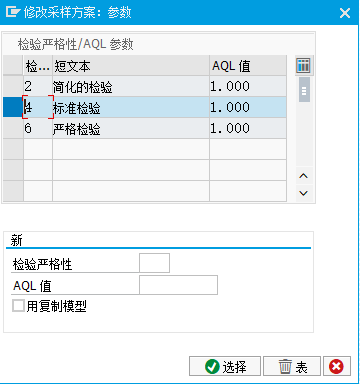 修改采样方案: 参数
检验严格性/AQL 参数
检... 短文本 AQL 值
2 简化的检验 1.000
4 标准检验 1.000
6 严格检验 1.000
新
检验严格性
AQL 值
用复制模型
选择 表